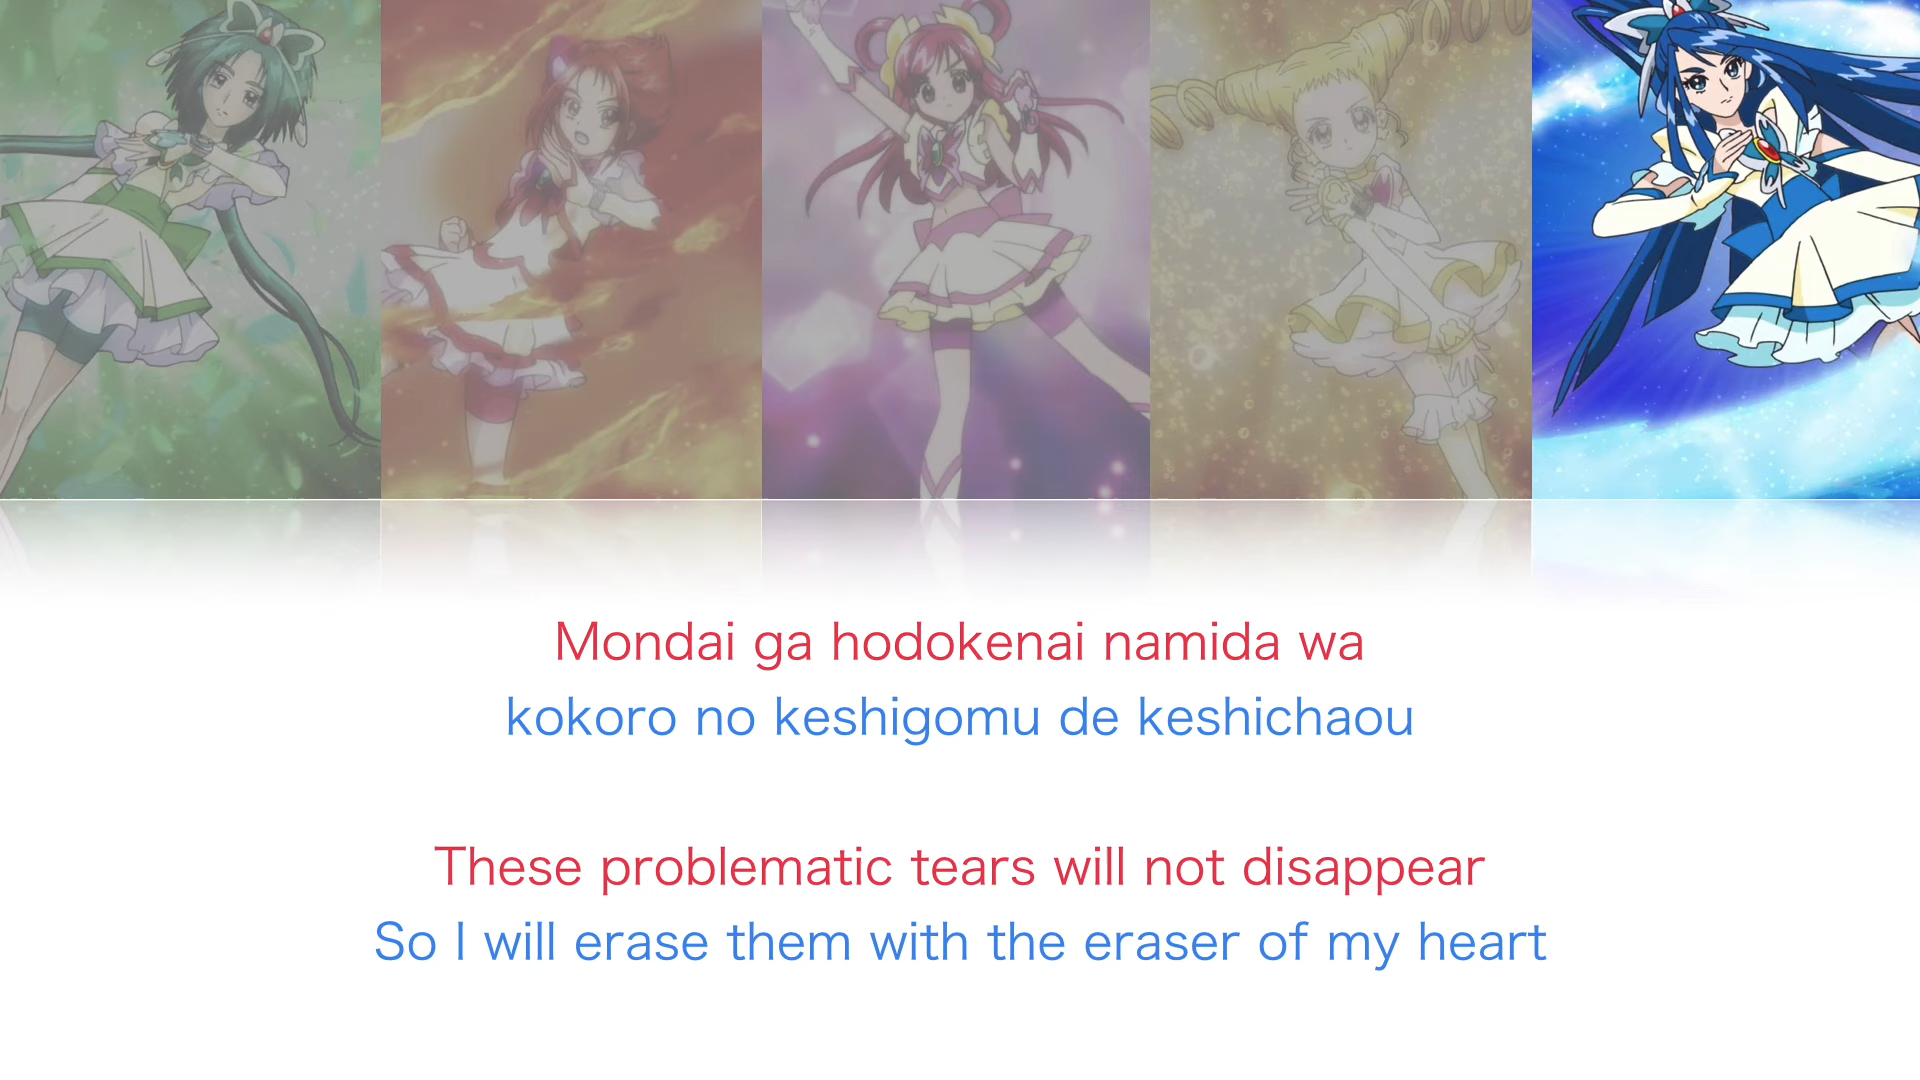 Mondai ga hodokenai namida wa
kokoro no keshigomu de keshichaou
These problematic tears will not disappear
So I will erase them with the eraser of my heart